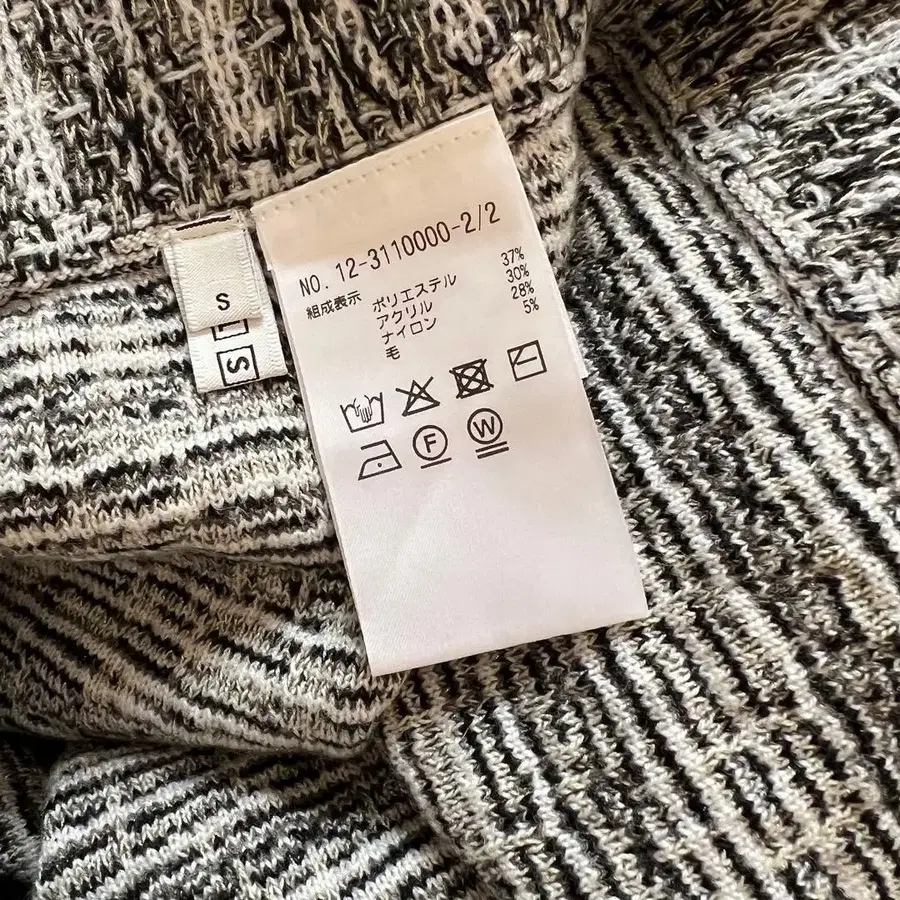 NO. 12-3110000-2/2
組成表示 ポリエステル 37%
アクリル 30%
ナイロン 28%
毛 5%
F
W
S
S